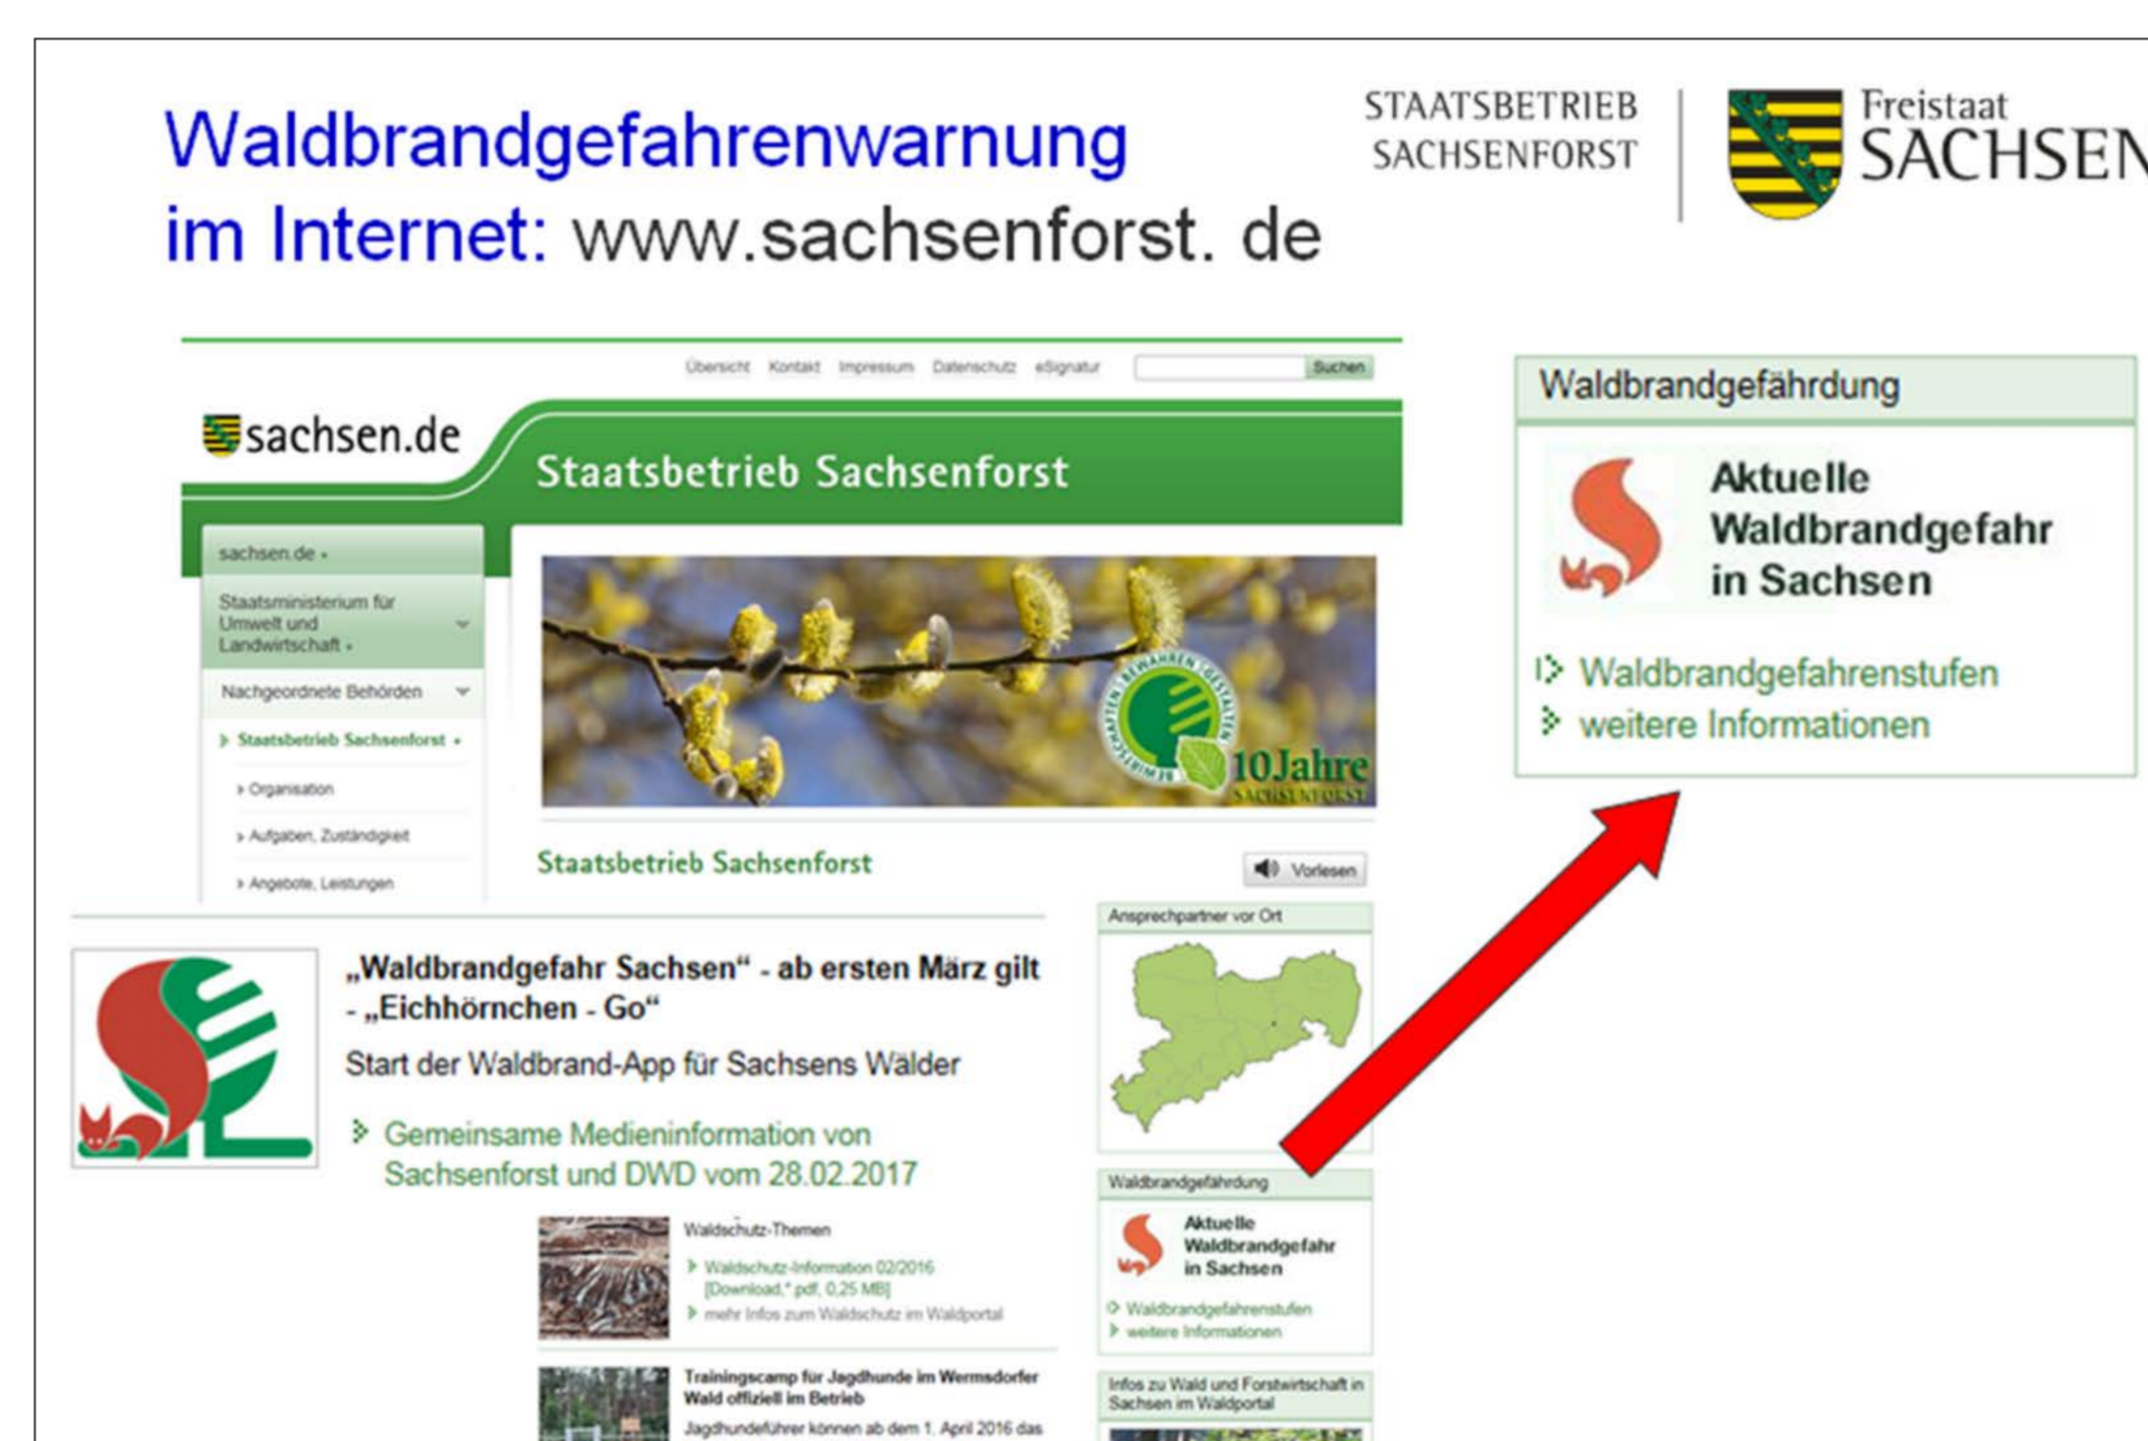 Waldbrandgefahrenwarnung
im Internet: www.sachsenforst. de
STAATSBETRIEB
SACHSENFORST
Freistaat
SACHSEN
Übersicht Kontakt Impressum Datenschutz eSignatur Suchen
sachsen.de
Staatsbetrieb Sachsenforst
sachsen.de
Staatsministerium für
Umwelt und
Landwirtschaft
Nachgeordnete Behörden
Staatsbetrieb Sachsenforst
Organisation
Aufgaben, Zuständigkeit
Angebote, Leistungen
BEWIRTSCHAFTEN BEWAHREN GESTALTEN
10 Jahre
SACHSENFORST
Staatsbetrieb Sachsenforst
Vorlesen
„Waldbrandgefahr Sachsen“ - ab ersten März gilt
- „Eichhörnchen - Go“
Start der Waldbrand-App für Sachsens Wälder
Gemeinsame Medieninformation von
Sachsenforst und DWD vom 28.02.2017
Waldschutz-Themen
Waldschutz-Information 02/2016
[Download,* pdf, 0,25 MB]
mehr Infos zum Waldschutz im Waldportal
Trainingscamp für Jagdhunde im Wermsdorfer
Wald offiziell im Betrieb
Jagdhundeführer können ab dem 1. April 2016 das
Ansprechpartner vor Ort
Waldbrandgefährdung
Aktuelle
Waldbrandgefahr
in Sachsen
Waldbrandgefahrenstufen
weitere Informationen
Infos zu Wald und Forstwirtschaft in
Sachsen im Waldportal
Waldbrandgefährdung
Aktuelle
Waldbrandgefahr
in Sachsen
Waldbrandgefahrenstufen
weitere Informationen